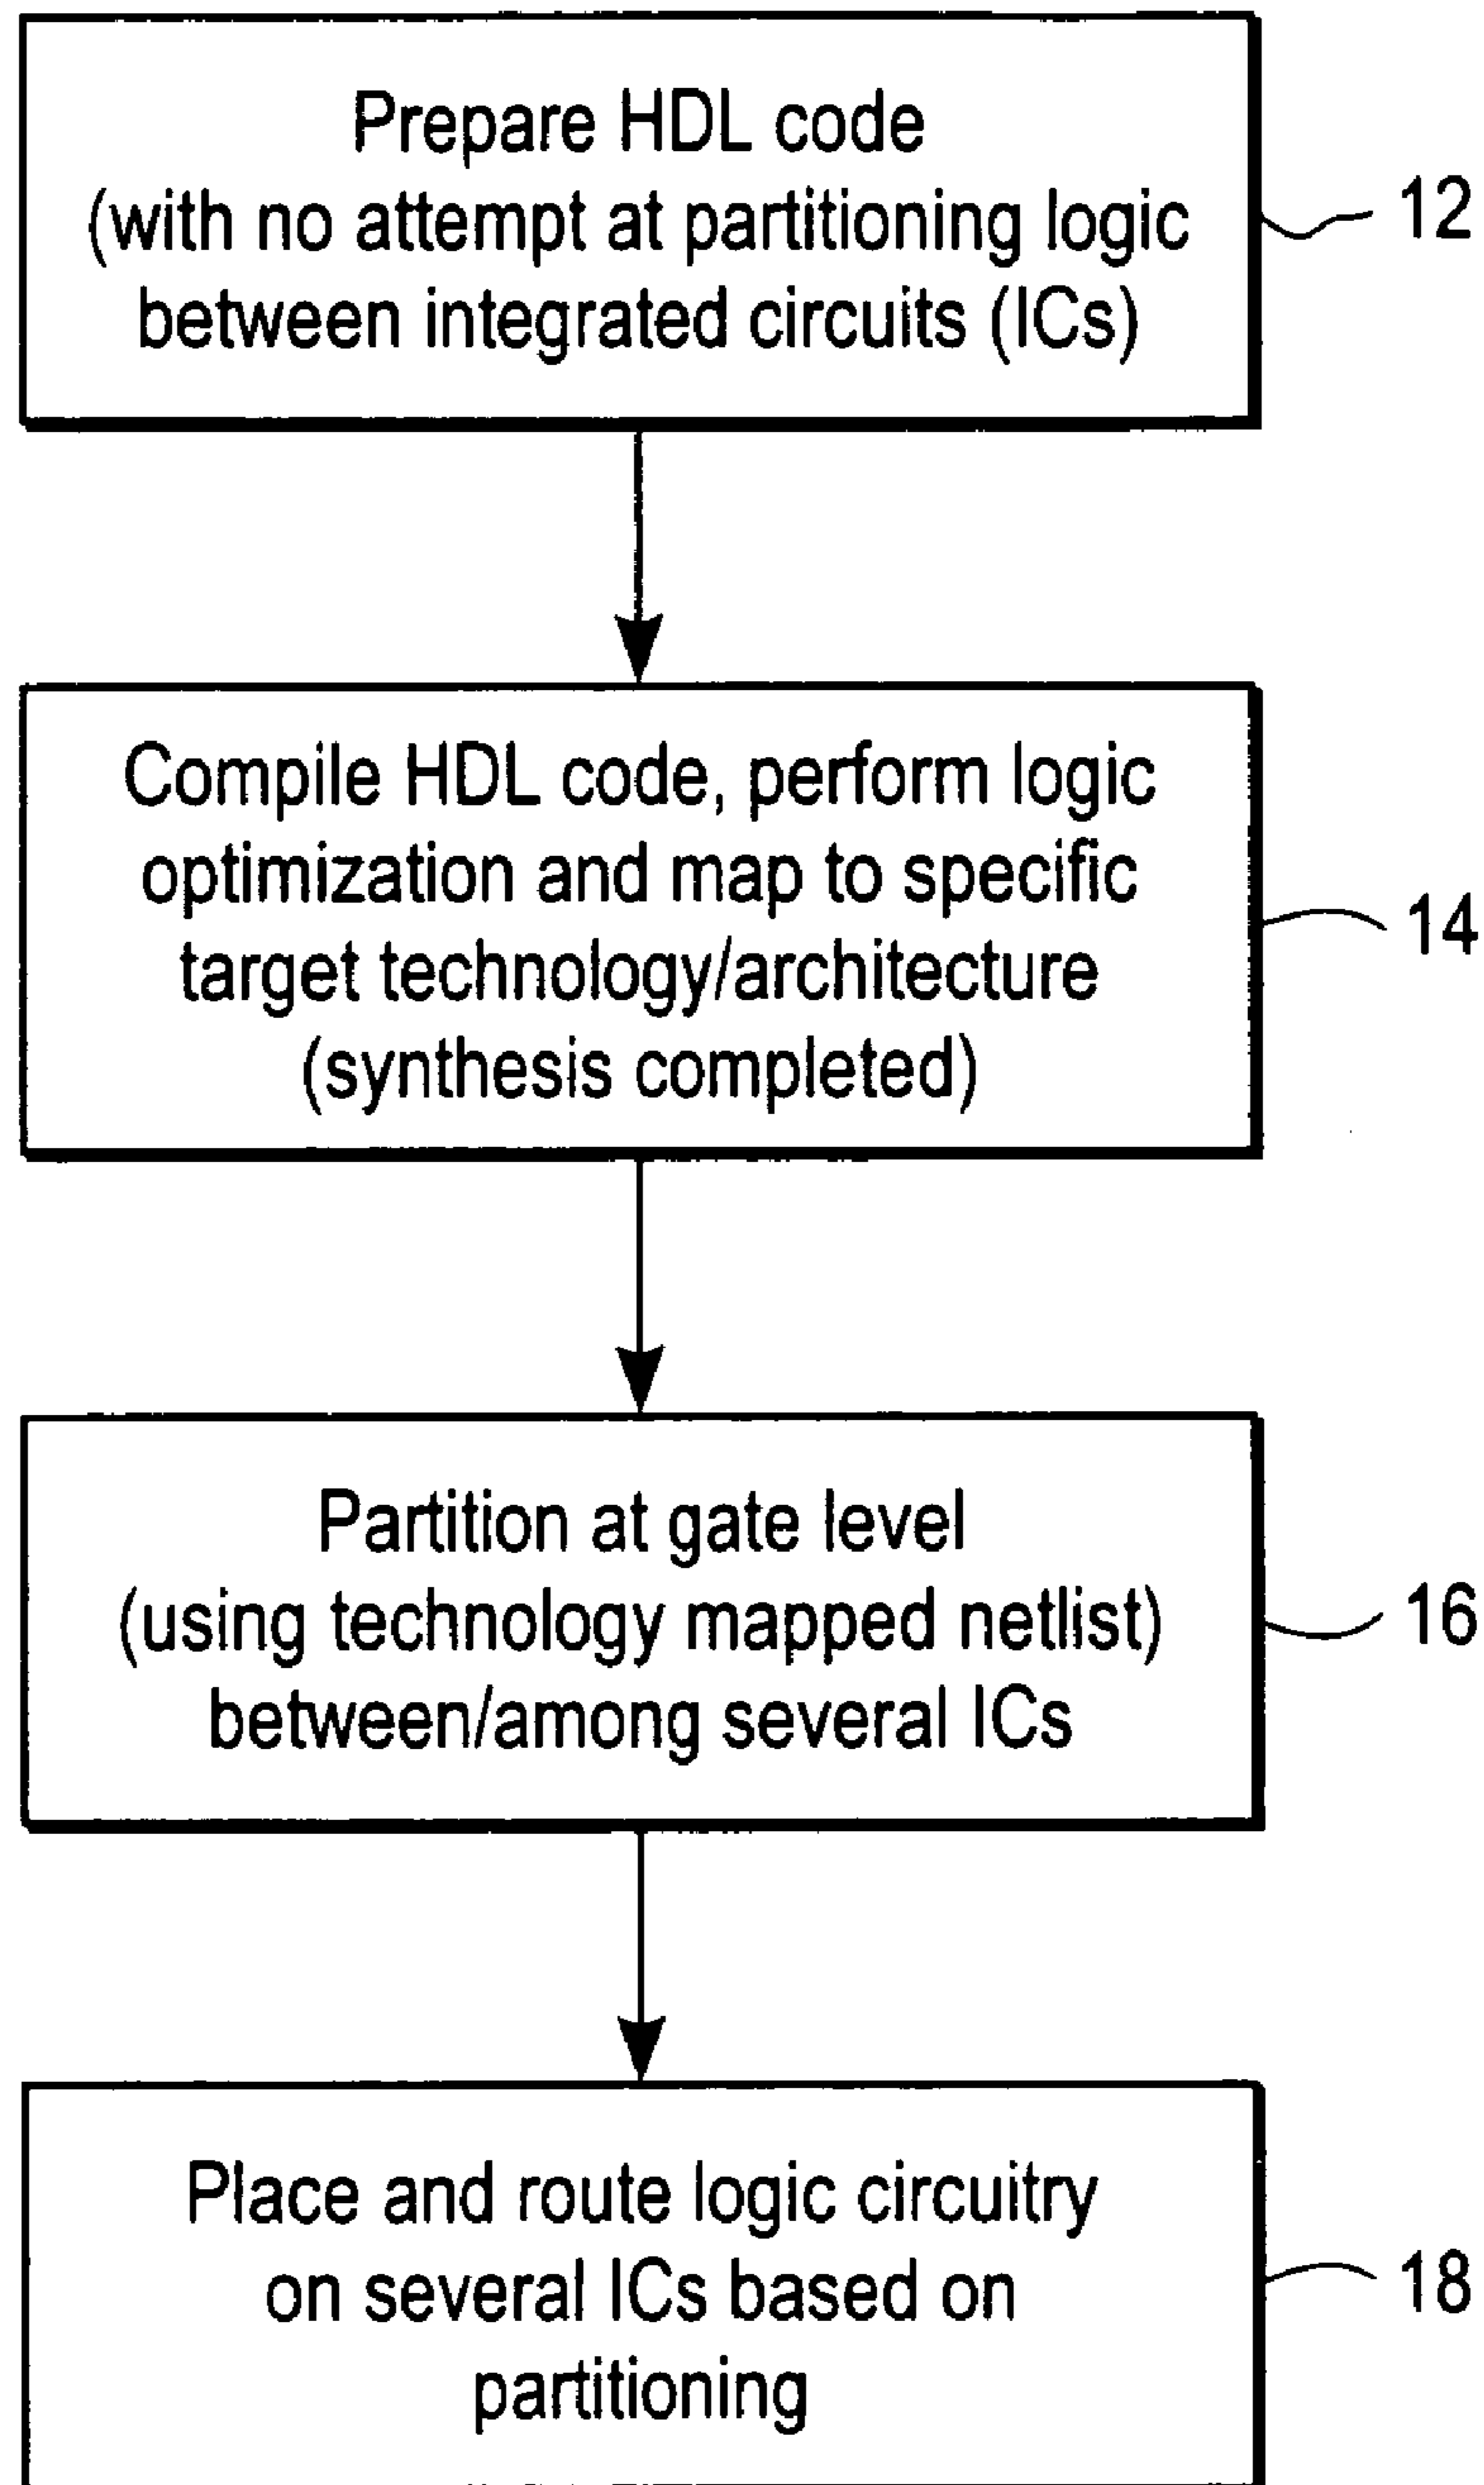 Prepare HDL code
(with no attempt at partitioning logic
between integrated circuits (ICs)
12
Compile HDL code, perform logic
optimization and map to specific
target technology/architecture
(synthesis completed)
14
Partition at gate level
(using technology mapped netlist)
between/among several ICs
16
Place and route logic circuitry
on several ICs based on
partitioning
18